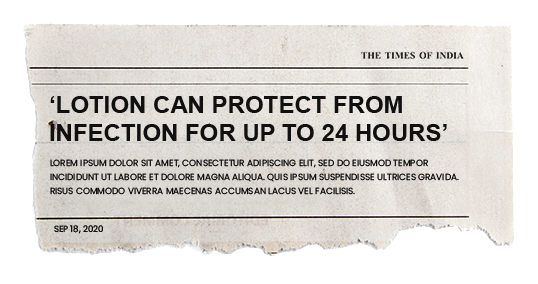 THE TIMES OF INDIA
‘LOTION CAN PROTECT FROM
INFECTION FOR UP TO 24 HOURS’
LOREM IPSUM DOLOR SIT AMET, CONSECTETUR ADIPISCING ELIT, SED DO EIUSMOD TEMPOR
INCIDIDUNT UT LABORE ET DOLORE MAGNA ALIQUA. QUIS IPSUM SUSPENDISSE ULTRICES GRAVIDA.
RISUS COMMODO VIVERRA MAECENAS ACCUMSAN LACUS VEL FACILISIS.
SEP 18, 2020